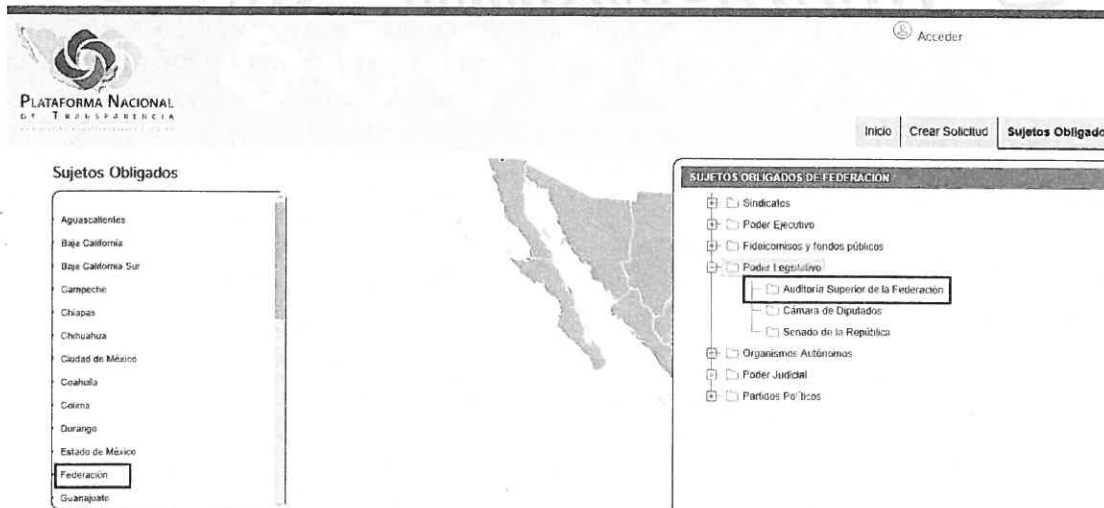 Acceder
PLATAFORMA NACIONAL
DE TRANSPARENCIA
Inicio
Crear Solicitud
Sujetos Obligado
Sujetos Obligados
Aguascalientes
Baja California
Baja California Sur
Campeche
Chiapas
Chihuahua
Ciudad de México
Coahuila
Colima
Durango
Estado de México
Federación
Guanajuato
SUJETOS OBLIGADOS DE FEDERACIÓN
Sindicatos
Poder Ejecutivo
Fideicomisos y fondos públicos
Poder Legislativo
Auditoría Superior de la Federación
Cámara de Diputados
Senado de la República
Organismos Autónomos
Poder Judicial
Partidos Políticos